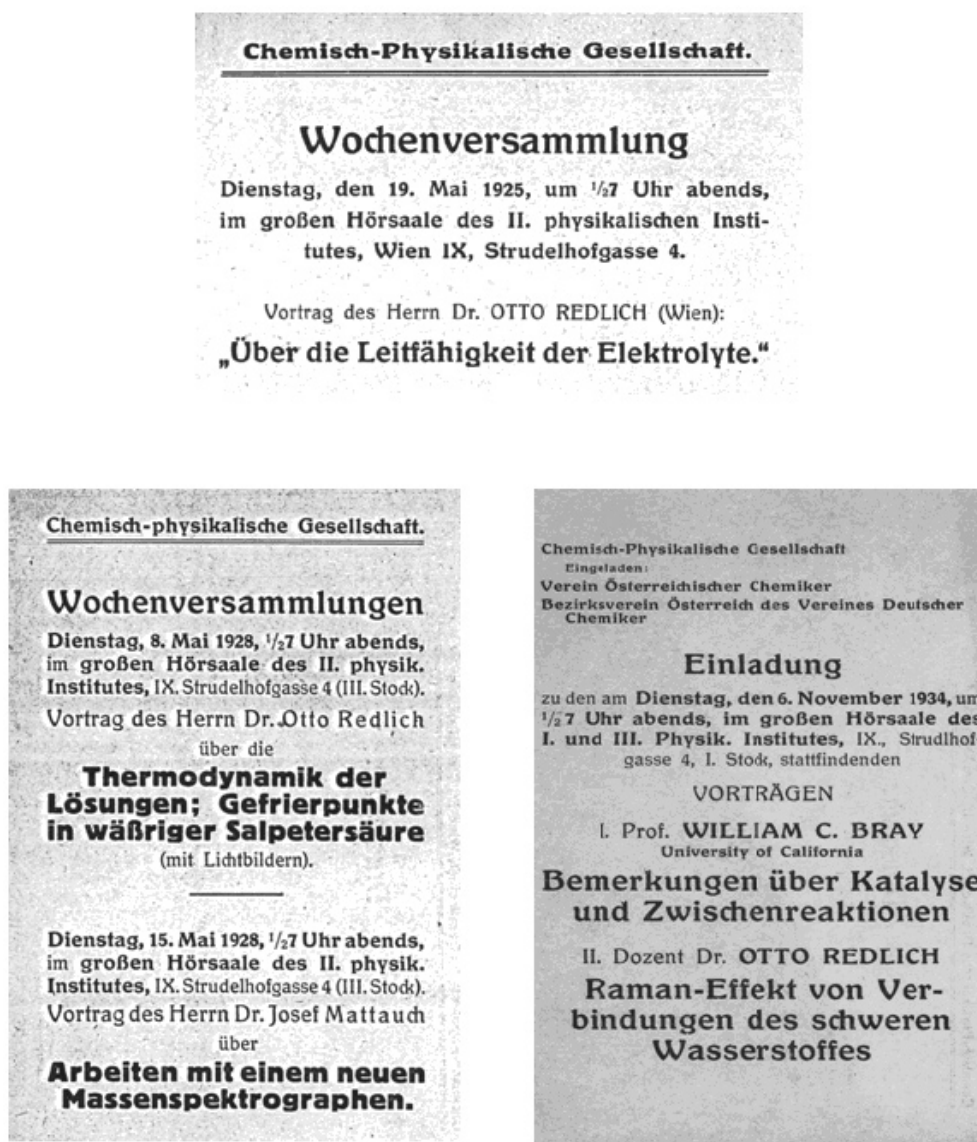 Chemisch-Physikalische Gesellschaft.
Wochenversammlung
Dienstag, den 19. Mai 1925, um ½7 Uhr abends,
im großen Hörsaale des II. physikalischen Insti-
tutes, Wien IX, Strudelhofgasse 4.
Vortrag des Herrn Dr. OTTO REDLICH (Wien):
„Über die Leitfähigkeit der Elektrolyte.“
Chemisch-physikalische Gesellschaft.
Wochenversammlungen
Dienstag, 8. Mai 1928, ½7 Uhr abends,
im großen Hörsaale des II. physik.
Institutes, IX. Strudelhofgasse 4 (III. Stock).
Vortrag des Herrn Dr. Otto Redlich
über die
Thermodynamik der
Lösungen; Gefrierpunkte
in wäßriger Salpetersäure
(mit Lichtbildern).
Dienstag, 15. Mai 1928, ½7 Uhr abends,
im großen Hörsaale des II. physik.
Institutes, IX. Strudelhofgasse 4 (III. Stock).
Vortrag des Herrn Dr. Josef Mattauch
über
Arbeiten mit einem neuen
Massenspektrographen.
Chemisch-Physikalische Gesellschaft
Eingeladen:
Verein Österreichischer Chemiker
Bezirksverein Österreich des Vereines Deutscher
Chemiker
Einladung
zu den am Dienstag, den 6. November 1934, um
½7 Uhr abends, im großen Hörsaale des
I. und III. Physik. Institutes, IX., Strudlhof-
gasse 4, I. Stock, stattfindenden
VORTRÄGEN
I. Prof. WILLIAM C. BRAY
University of California
Bemerkungen über Katalyse
und Zwischenreaktionen
II. Dozent Dr. OTTO REDLICH
Raman-Effekt von Ver-
bindungen des schweren
Wasserstoffes